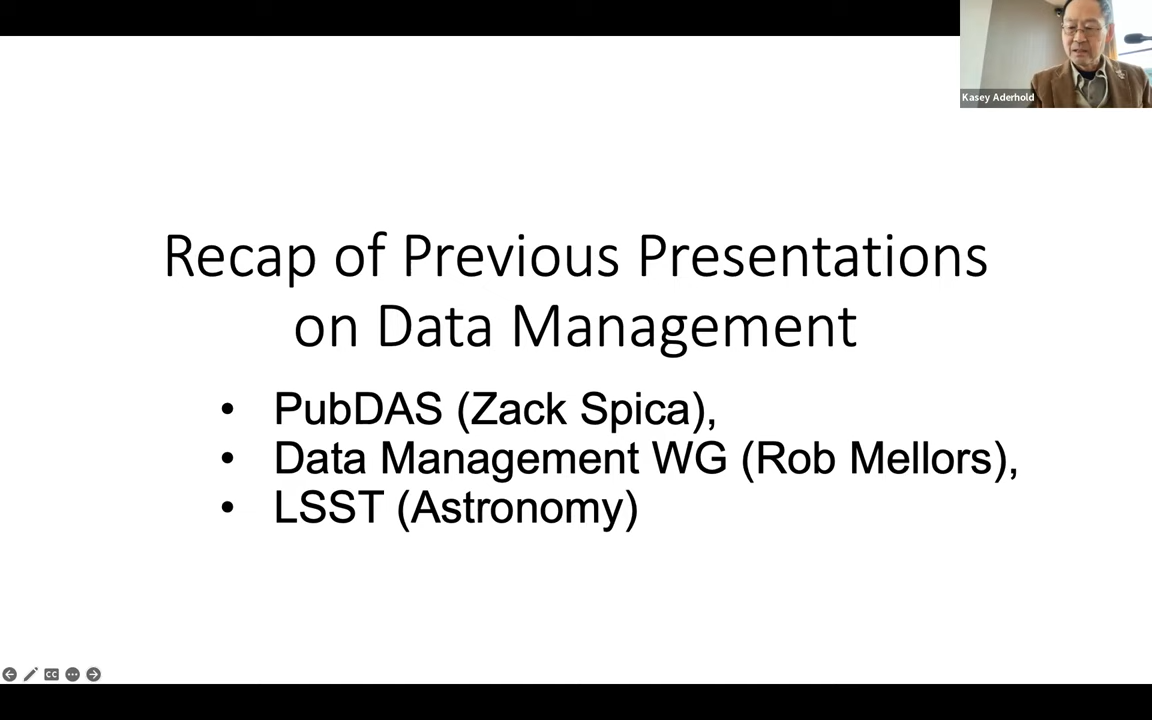 Kasey Aderhold
Recap of Previous Presentations
on Data Management
• PubDAS (Zack Spica),
• Data Management WG (Rob Mellors),
• LSST (Astronomy)
CC